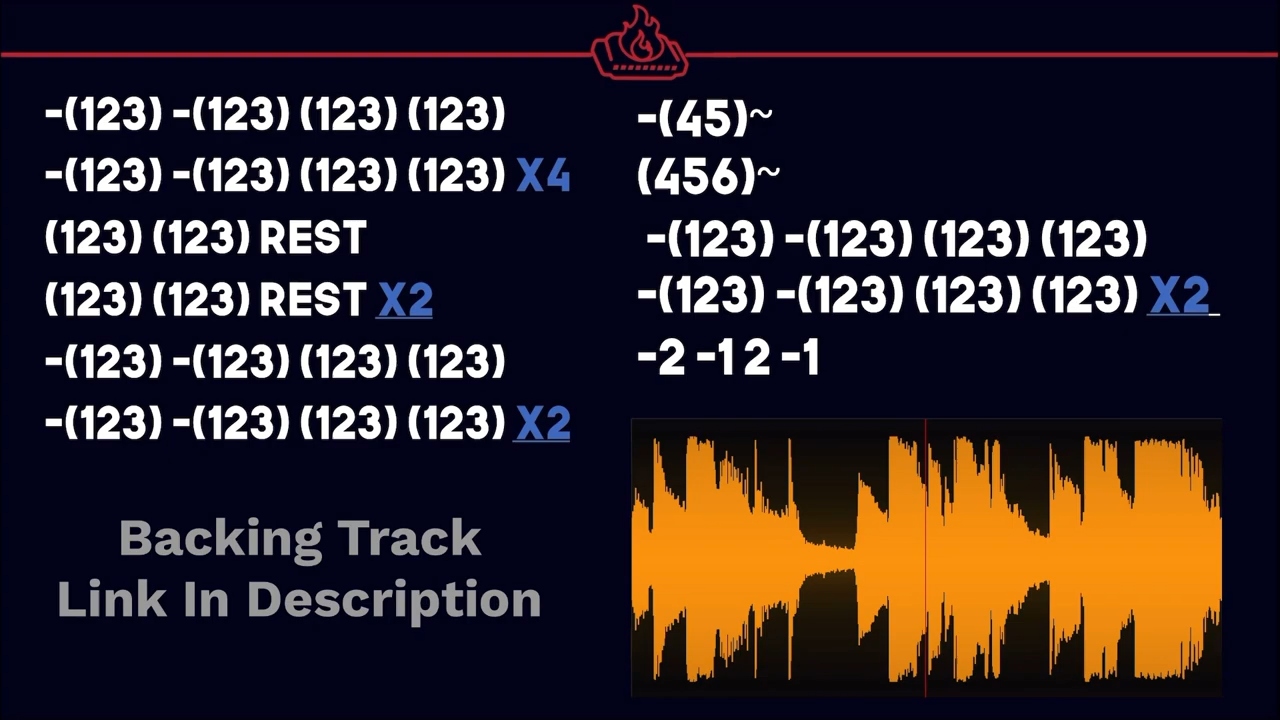 -(123) -(123) (123) (123)
-(123) -(123) (123) (123) X4
(123) (123) REST
(123) (123) REST X2
-(123) -(123) (123) (123)
-(123) -(123) (123) (123) X2
Backing Track
Link In Description
-(45)~
(456)~
-(123) -(123) (123) (123)
-(123) -(123) (123) (123) X2_
-2 -1 2 -1